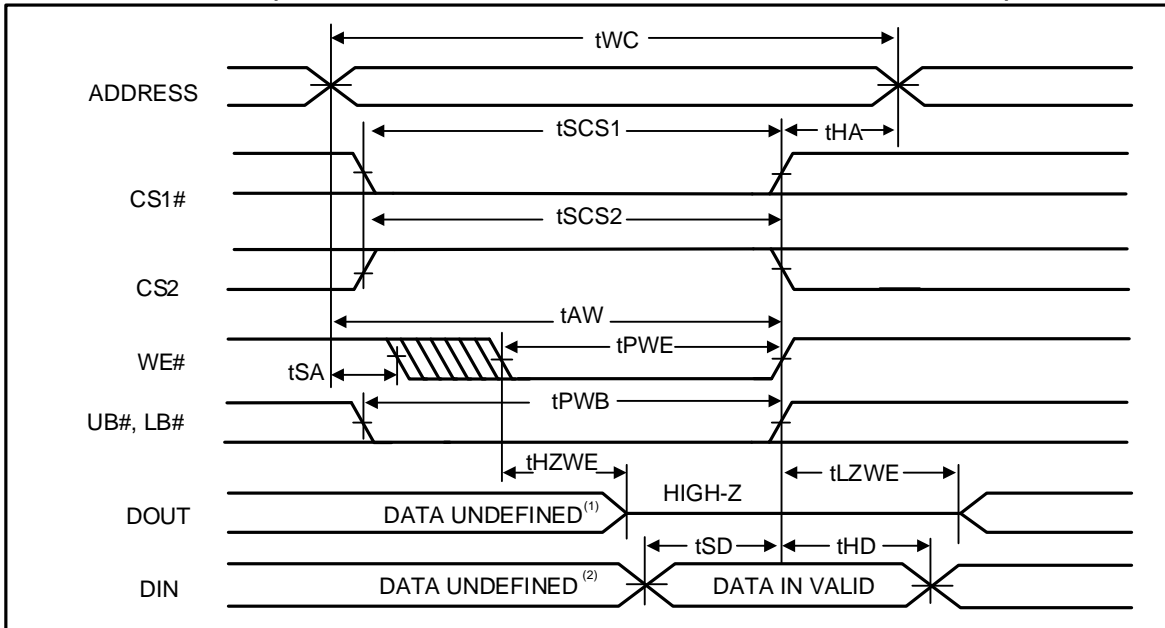 tWC
ADDRESS
tSCS1
tHA
CS1#
tSCS2
CS2
tAW
WE#
tPWE
tSA
UB#, LB#
tPWB
tHZWE
tLZWE
HIGH-Z
DOUT
DATA UNDEFINED(1)
tSD
tHD
DIN
DATA UNDEFINED (2)
DATA IN VALID